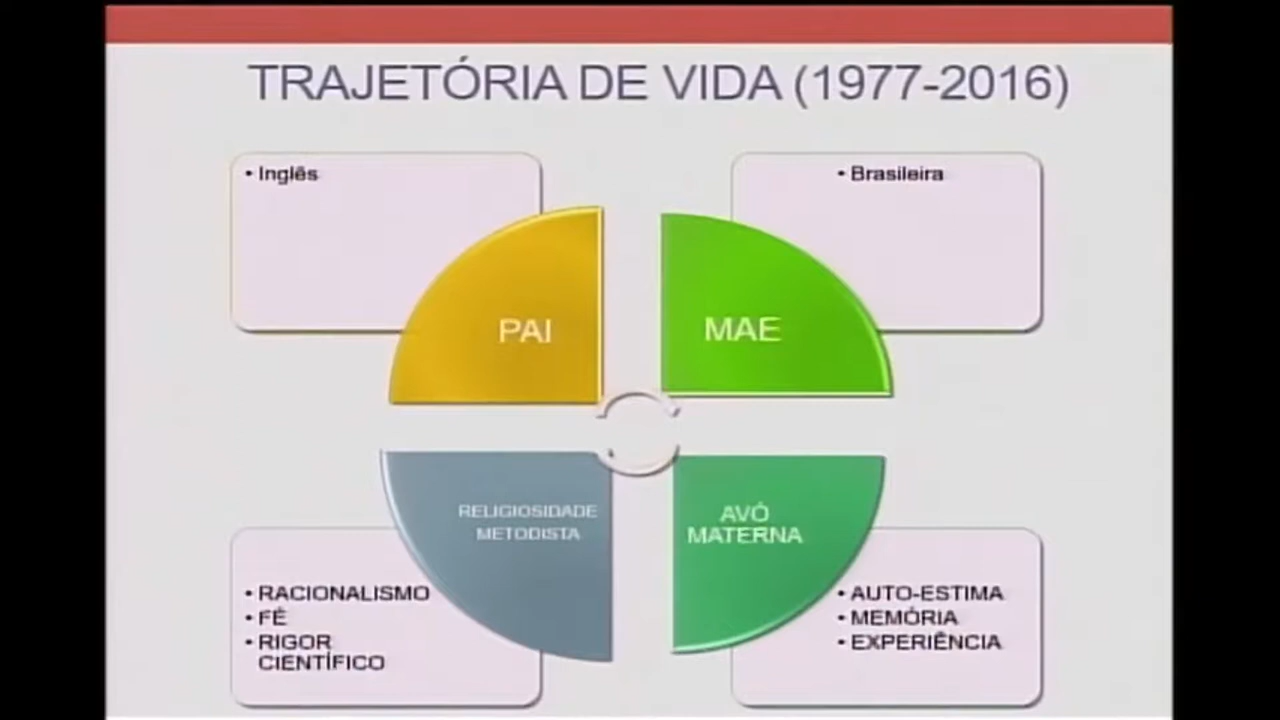 TRAJETÓRIA DE VIDA (1977-2016)
• Inglês
• Brasileira
PAI
MAE
RELIGIOSIDADE
METODISTA
AVÓ
MATERNA
• RACIONALISMO
• FÉ
• RIGOR
CIENTÍFICO
• AUTO-ESTIMA
• MEMÓRIA
• EXPERIÊNCIA